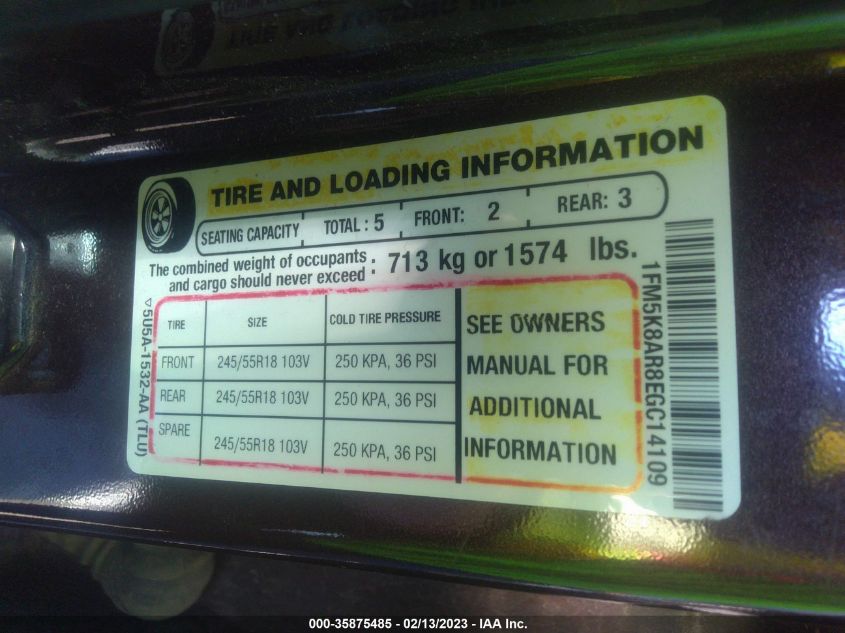 TIRE AND LOADING INFORMATION
SEATING CAPACITY TOTAL : 5 FRONT: 2 REAR: 3
The combined weight of occupants
and cargo should never exceed : 713 kg or 1574 lbs.
TIRE SIZE COLD TIRE PRESSURE
FRONT 245/55R18 103V 250 KPA, 36 PSI
REAR 245/55R18 103V 250 KPA, 36 PSI
SPARE 245/55R18 103V 250 KPA, 36 PSI
SEE OWNERS
MANUAL FOR
ADDITIONAL
INFORMATION
5U5A-1532-AA (TLU)
1FM5K8AR8EGC14109
000-35875485 - 02/13/2023 - IAA Inc.